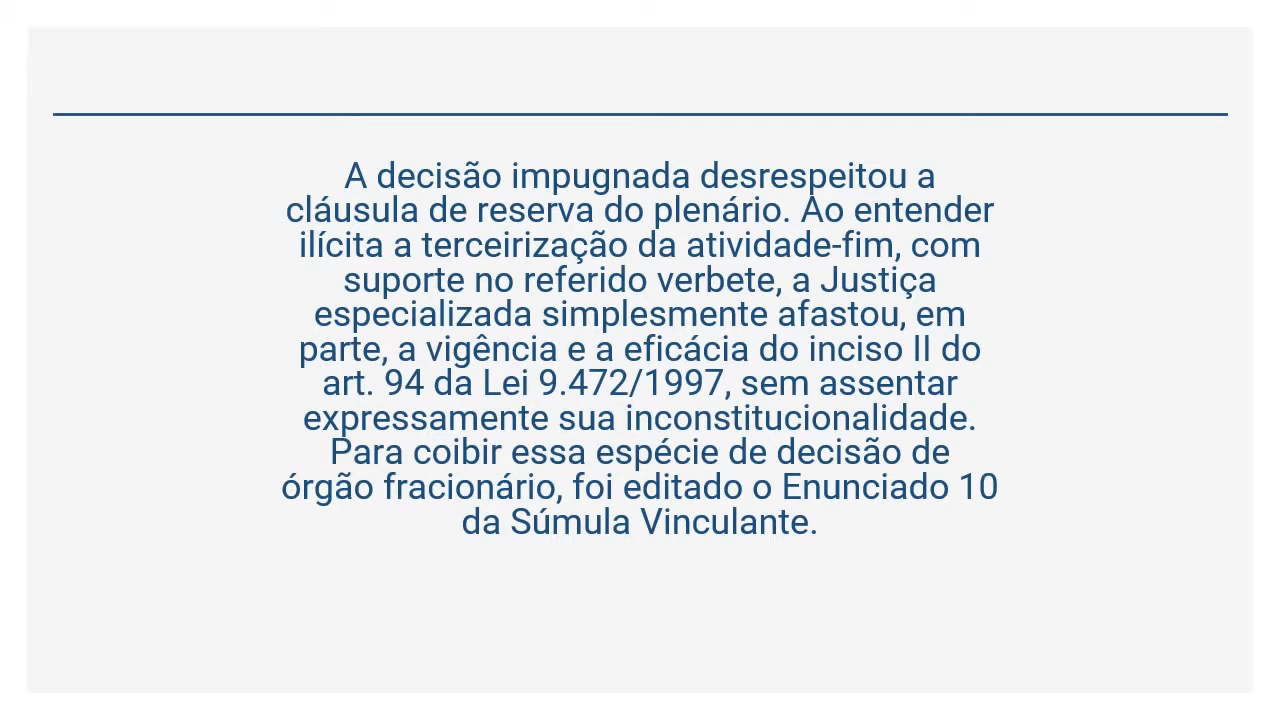 A decisão impugnada desrespeitou a
cláusula de reserva do plenário. Ao entender
ilícita a terceirização da atividade-fim, com
suporte no referido verbete, a Justiça
especializada simplesmente afastou, em
parte, a vigência e a eficácia do inciso II do
art. 94 da Lei 9.472/1997, sem assentar
expressamente sua inconstitucionalidade.
Para coibir essa espécie de decisão de
órgão fracionário, foi editado o Enunciado 10
da Súmula Vinculante.